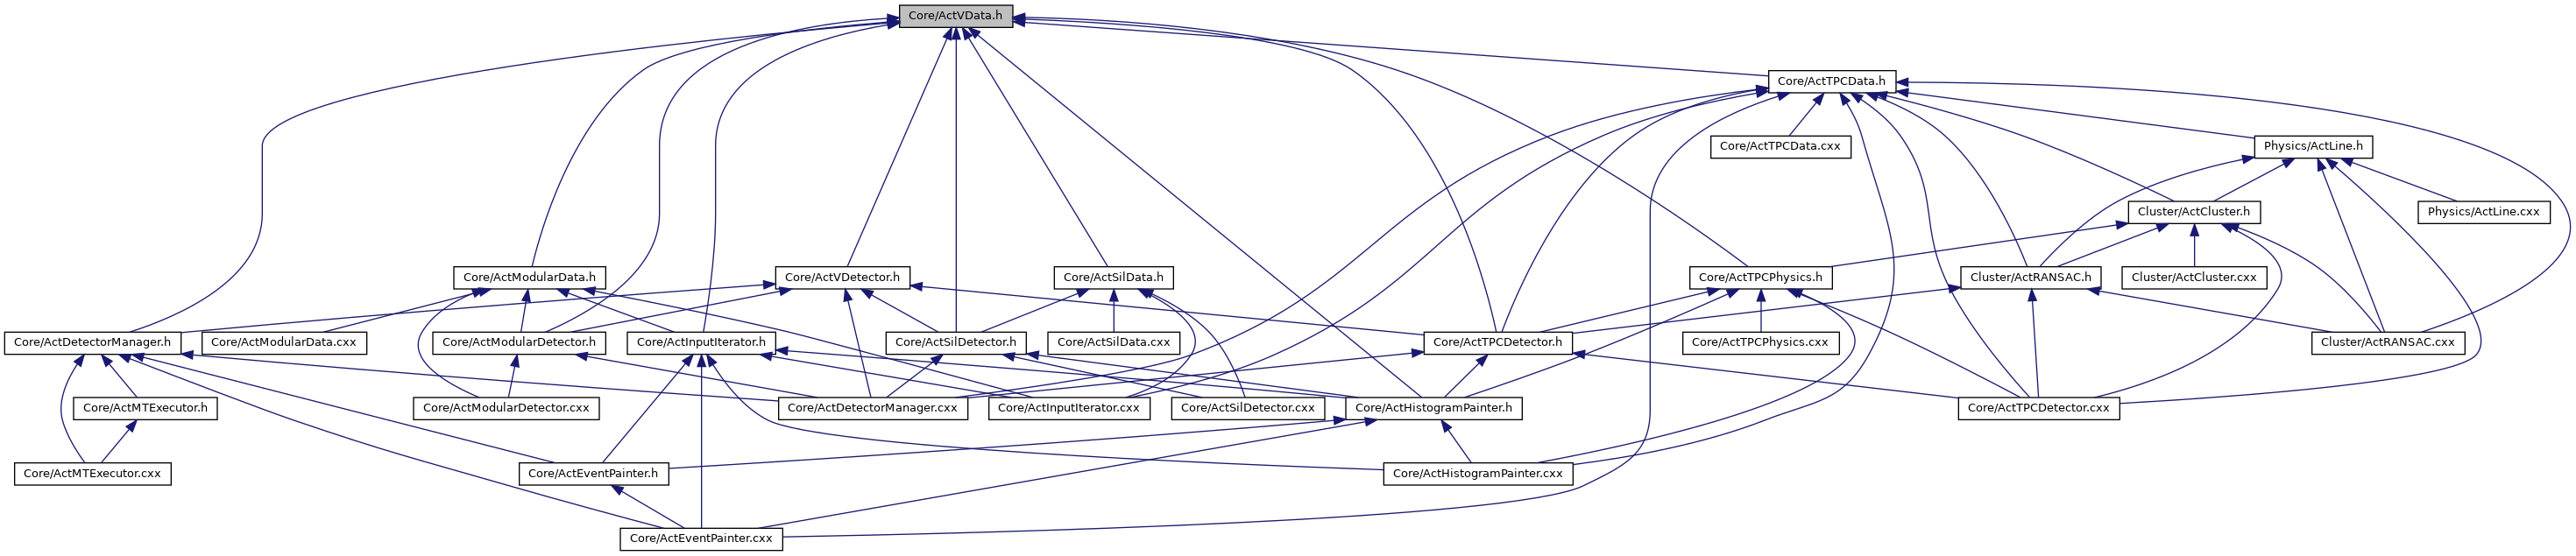 Core/ActVData.h
Core/ActTPCData.h
Core/ActTPCData.cxx
Physics/ActLine.h
Cluster/ActCluster.h
Physics/ActLine.cxx
Core/ActModularData.h
Core/ActVDetector.h
Core/ActSilData.h
Core/ActTPCPhysics.h
Cluster/ActRANSAC.h
Cluster/ActCluster.cxx
Core/ActDetectorManager.h
Core/ActModularData.cxx
Core/ActModularDetector.h
Core/ActInputIterator.h
Core/ActSilDetector.h
Core/ActSilData.cxx
Core/ActTPCDetector.h
Core/ActTPCPhysics.cxx
Cluster/ActRANSAC.cxx
Core/ActMTExecutor.h
Core/ActModularDetector.cxx
Core/ActDetectorManager.cxx
Core/ActInputIterator.cxx
Core/ActSilDetector.cxx
Core/ActHistogramPainter.h
Core/ActTPCDetector.cxx
Core/ActMTExecutor.cxx
Core/ActEventPainter.h
Core/ActHistogramPainter.cxx
Core/ActEventPainter.cxx